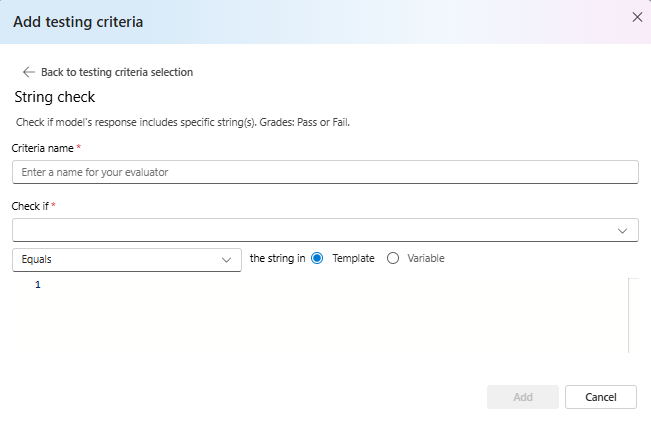 Add testing criteria
Back to testing criteria selection
String check
Check if model's response includes specific string(s). Grades: Pass or Fail.
Criteria name *
Enter a name for your evaluator
Check if *
Equals the string in Template Variable
1
Add Cancel